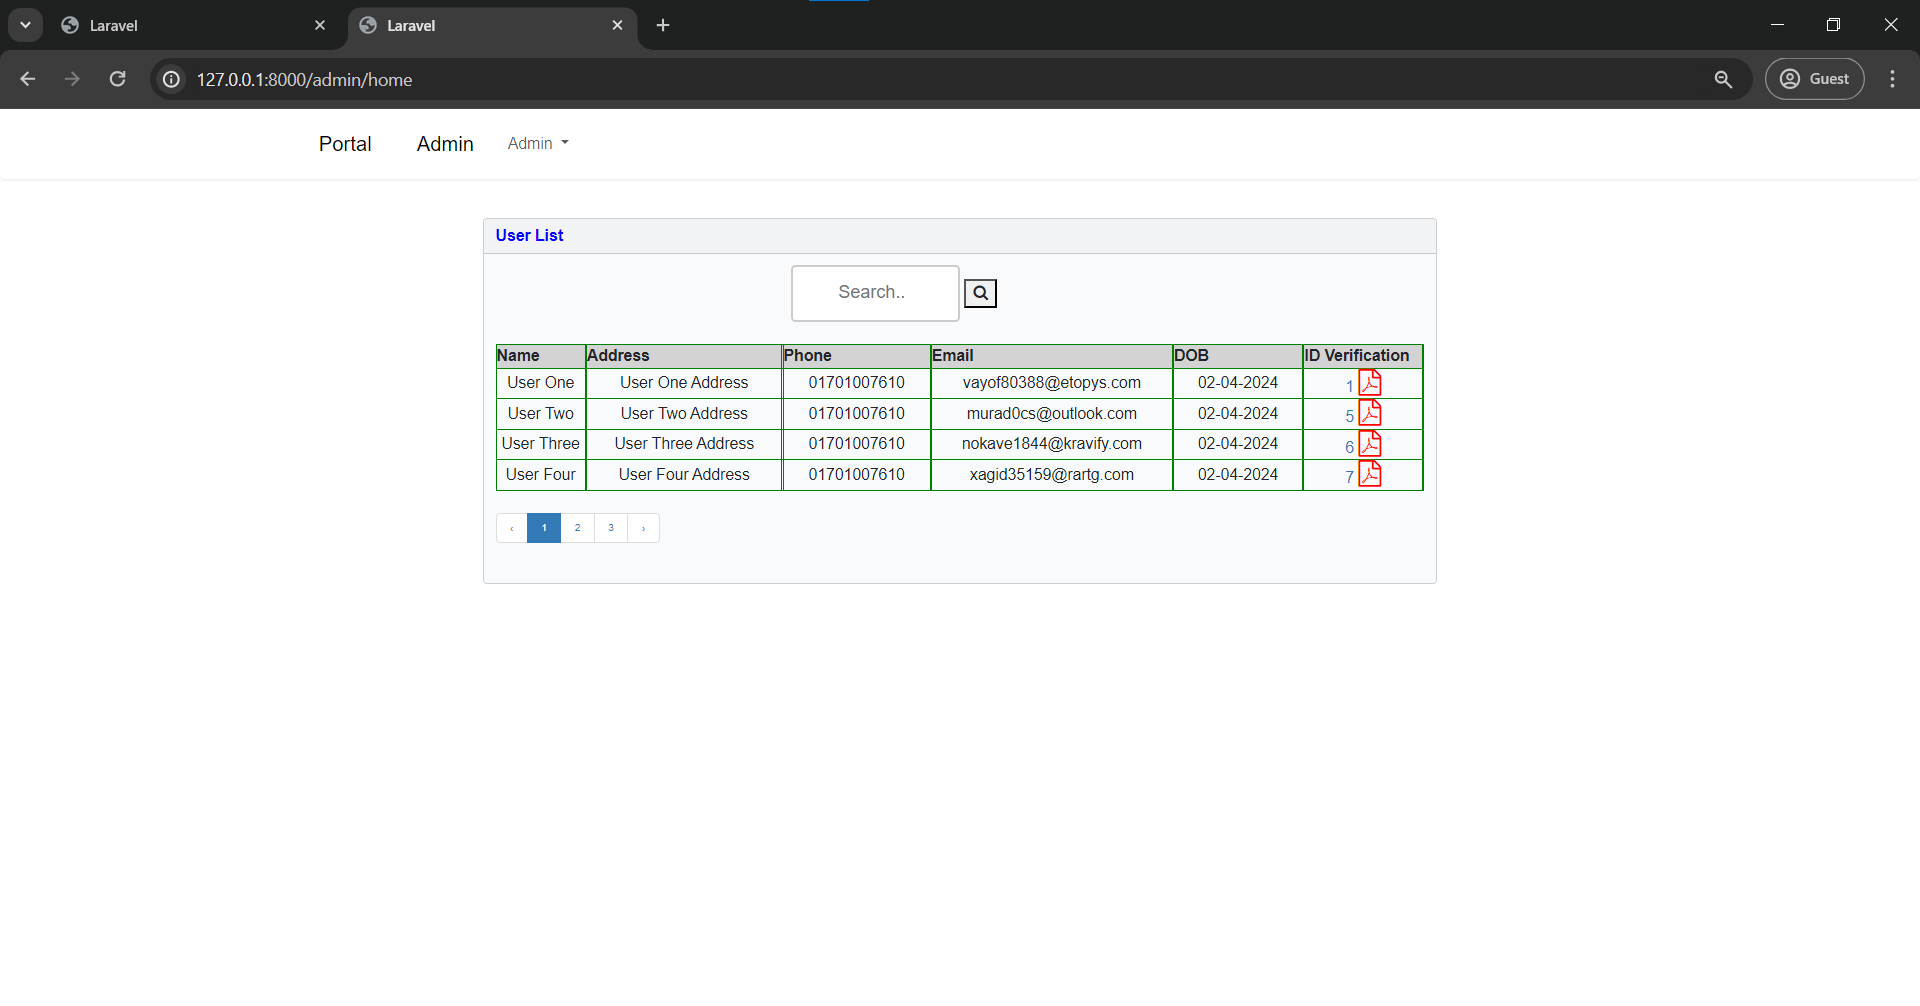 Laravel
Laravel
127.0.0.1:8000/admin/home
Guest
Portal Admin Admin
User List
Search..
Name Address Phone Email DOB ID Verification
User One User One Address 01701007610 vayof80388@etopys.com 02-04-2024 1
User Two User Two Address 01701007610 murad0cs@outlook.com 02-04-2024 5
User Three User Three Address 01701007610 nokave1844@kravify.com 02-04-2024 6
User Four User Four Address 01701007610 xagid35159@rartg.com 02-04-2024 7
‹ 1 2 3 ›